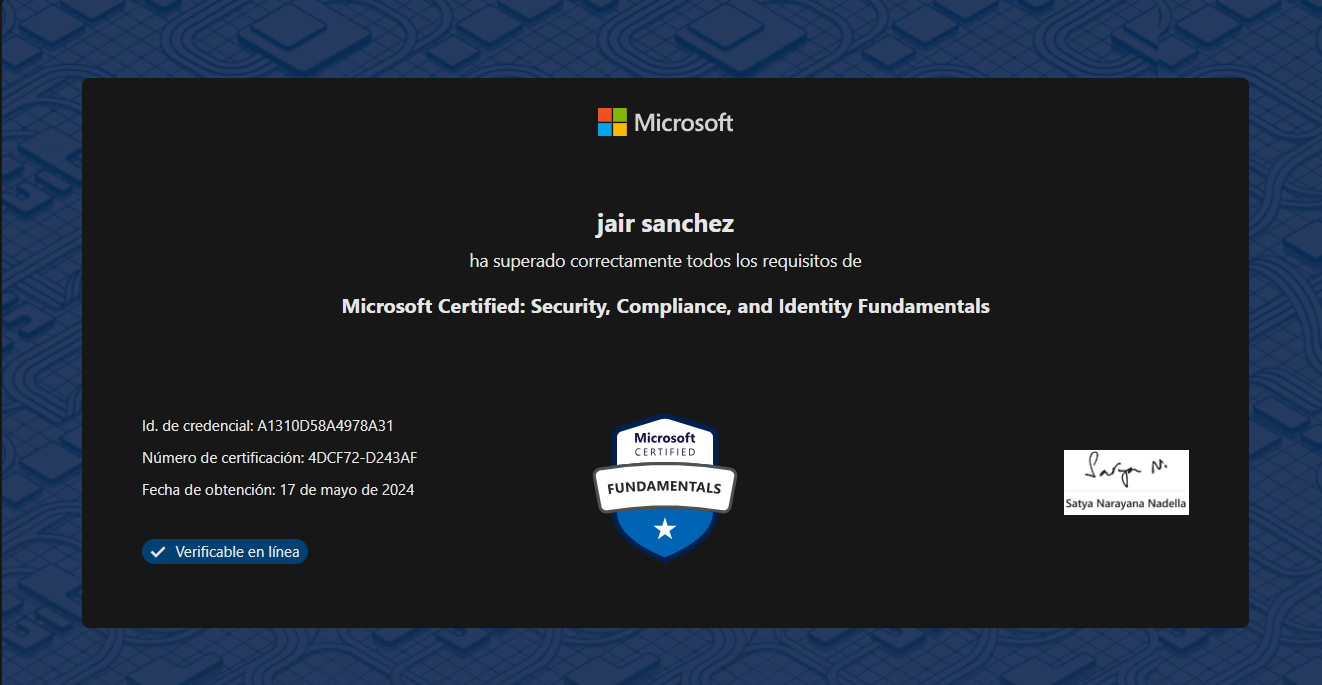 Microsoft
jair sanchez
ha superado correctamente todos los requisitos de
Microsoft Certified: Security, Compliance, and Identity Fundamentals
Id. de credencial: A1310D58A4978A31
Número de certificación: 4DCF72-D243AF
Fecha de obtención: 17 de mayo de 2024
Verificable en línea
Microsoft
CERTIFIED
FUNDAMENTALS
Satya N.
Satya Narayana Nadella